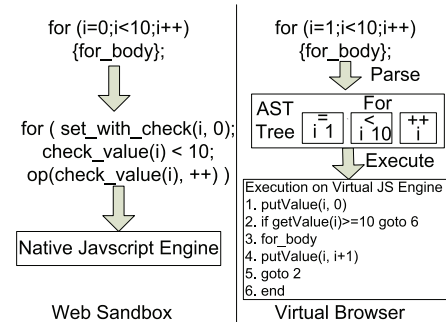 for (i=0;i<10;i++)
{for_body};
for ( set_with_check(i, 0);
check_value(i) < 10;
op(check_value(i), ++) )
Native Javscript Engine
Web Sandbox
for (i=1;i<10;i++)
{for_body};
Parse
AST
Tree
For
=
i 1
<
i 10
++
i
Execute
Execution on Virtual JS Engine
1. putValue(i, 0)
2. if getValue(i)>=10 goto 6
3. for_body
4. putValue(i, i+1)
5. goto 2
6. end
Virtual Browser